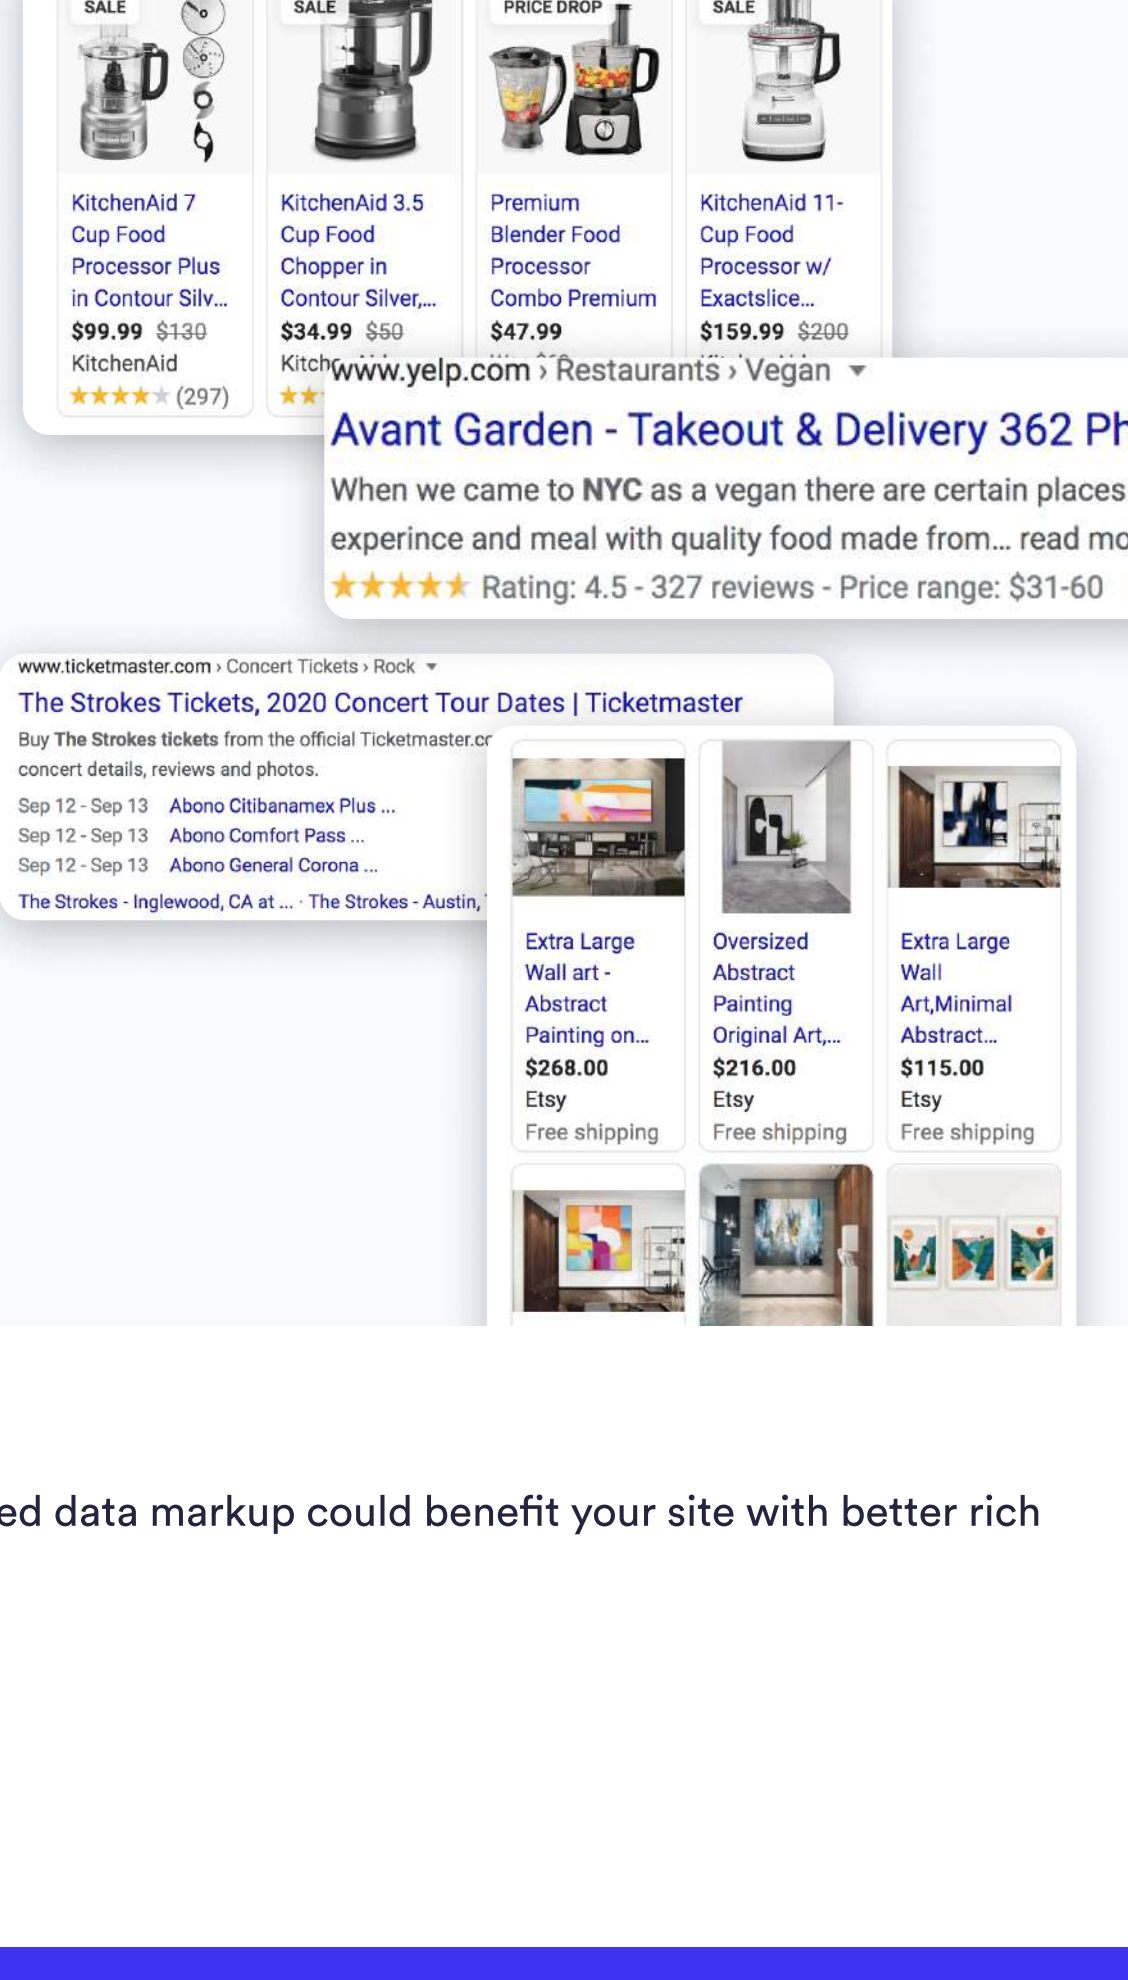 SALE
SALE
PRICE DROP
SALE
KitchenAid 7
Cup Food
Processor Plus
in Contour Silv...
$99.99 $130
KitchenAid
(297)
KitchenAid 3.5
Cup Food
Chopper in
Contour Silver,...
$34.99 $50
Premium
Blender Food
Processor
Combo Premium
$47.99
KitchenAid 11-
Cup Food
Processor w/
Exactslice...
$159.99 $200
www.yelp.com › Restaurants › Vegan
Avant Garden - Takeout & Delivery 362 Ph
When we came to NYC as a vegan there are certain places
experince and meal with quality food made from... read mo
Rating: 4.5 - 327 reviews - Price range: $31-60
www.ticketmaster.com › Concert Tickets › Rock
The Strokes Tickets, 2020 Concert Tour Dates | Ticketmaster
Buy The Strokes tickets from the official Ticketmaster.cc
concert details, reviews and photos.
Sep 12 - Sep 13 Abono Citibanamex Plus ...
Sep 12 - Sep 13 Abono Comfort Pass ...
Sep 12 - Sep 13 Abono General Corona ...
The Strokes - Inglewood, CA at ... · The Strokes - Austin,
Extra Large
Wall art -
Abstract
Painting on...
$268.00
Etsy
Free shipping
Oversized
Abstract
Painting
Original Art,...
$216.00
Etsy
Free shipping
Extra Large
Wall
Art,Minimal
Abstract...
$115.00
Etsy
Free shipping
ed data markup could benefit your site with better rich